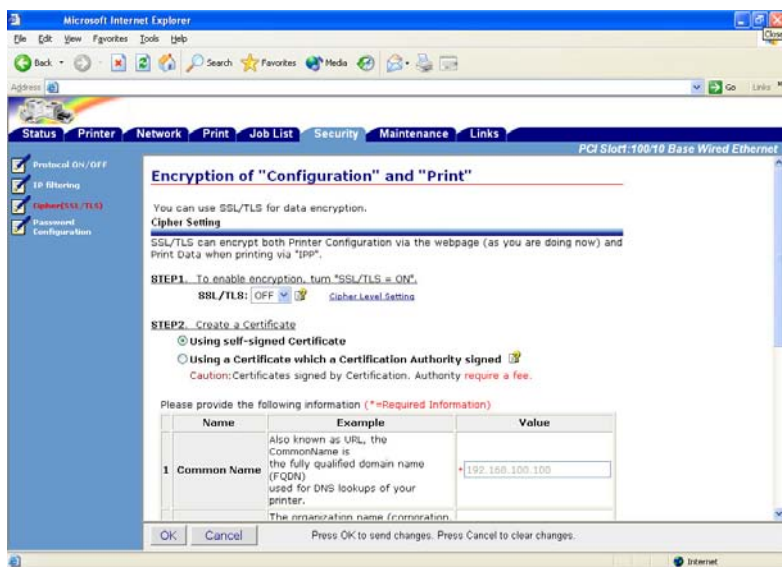 Microsoft Internet Explorer
Close
File Edit View Favorites Tools Help
Back Search Favorites Media
Address Go Links »
Status Printer Network Print Job List Security Maintenance Links
PCI Slot1:100/10 Base Wired Ethernet
Protocol ON/OFF
IP filtering
Cipher(SSL/TLS)
Password
Configuration
Encryption of "Configuration" and "Print"
You can use SSL/TLS for data encryption.
Cipher Setting
SSL/TLS can encrypt both Printer Configuration via the webpage (as you are doing now) and
Print Data when printing via "IPP".
STEP1. To enable encryption, turn "SSL/TLS = ON".
SSL/TLS: OFF Cipher Level Setting
STEP2. Create a Certificate
Using self-signed Certificate
Using a Certificate which a Certification Authority signed
Caution:Certificates signed by Certification. Authority require a fee.
Please provide the following information (*=Required Information)
Name Example Value
Also known as URL, the
CommonName is
the fully qualified domain name
(FQDN)
used for DNS lookups of your
printer.
1 Common Name
*192.168.100.100
The organization name (corporation,
OK Cancel Press OK to send changes. Press Cancel to clear changes.
Internet